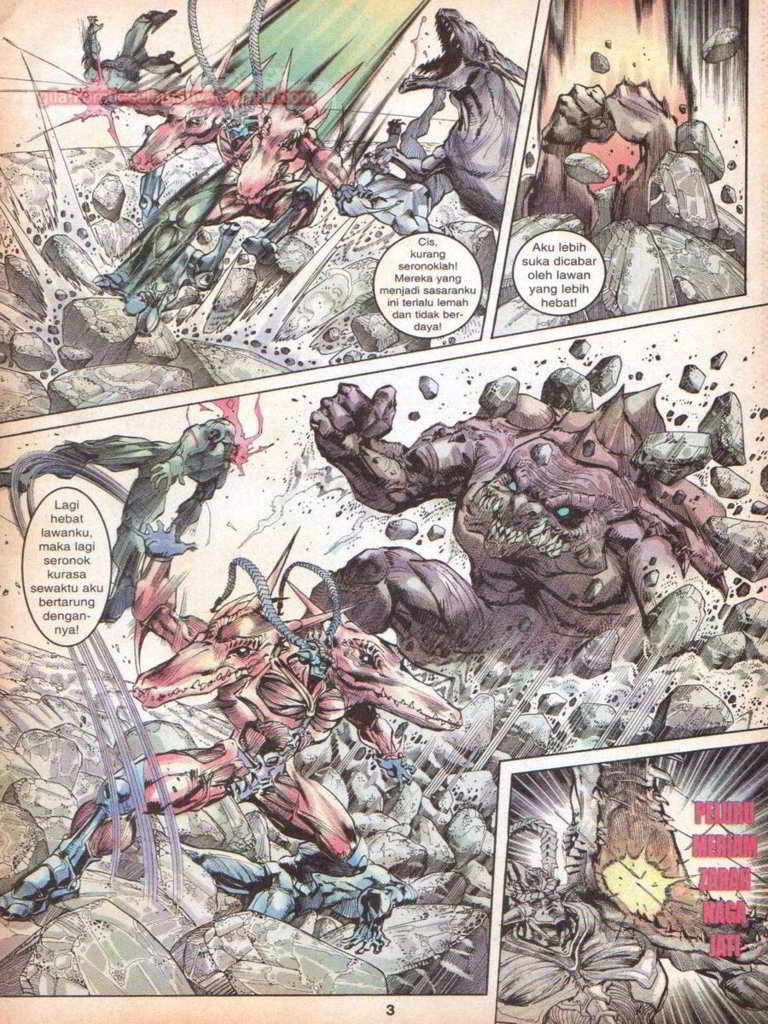 Cis,
kurang
seronoklah!
Mereka yang
menjadi sasaranku
ini terlalu lemah
dan tidak ber-
daya!
Aku lebih
suka dicabar
oleh lawan
yang lebih
hebat!
Lagi
hebat
lawanku,
maka lagi
seronok
kurasa
sewaktu aku
bertarung
dengan-
nya!
PELURU
MERIAM
ZARAH
NAGA
JATI
3